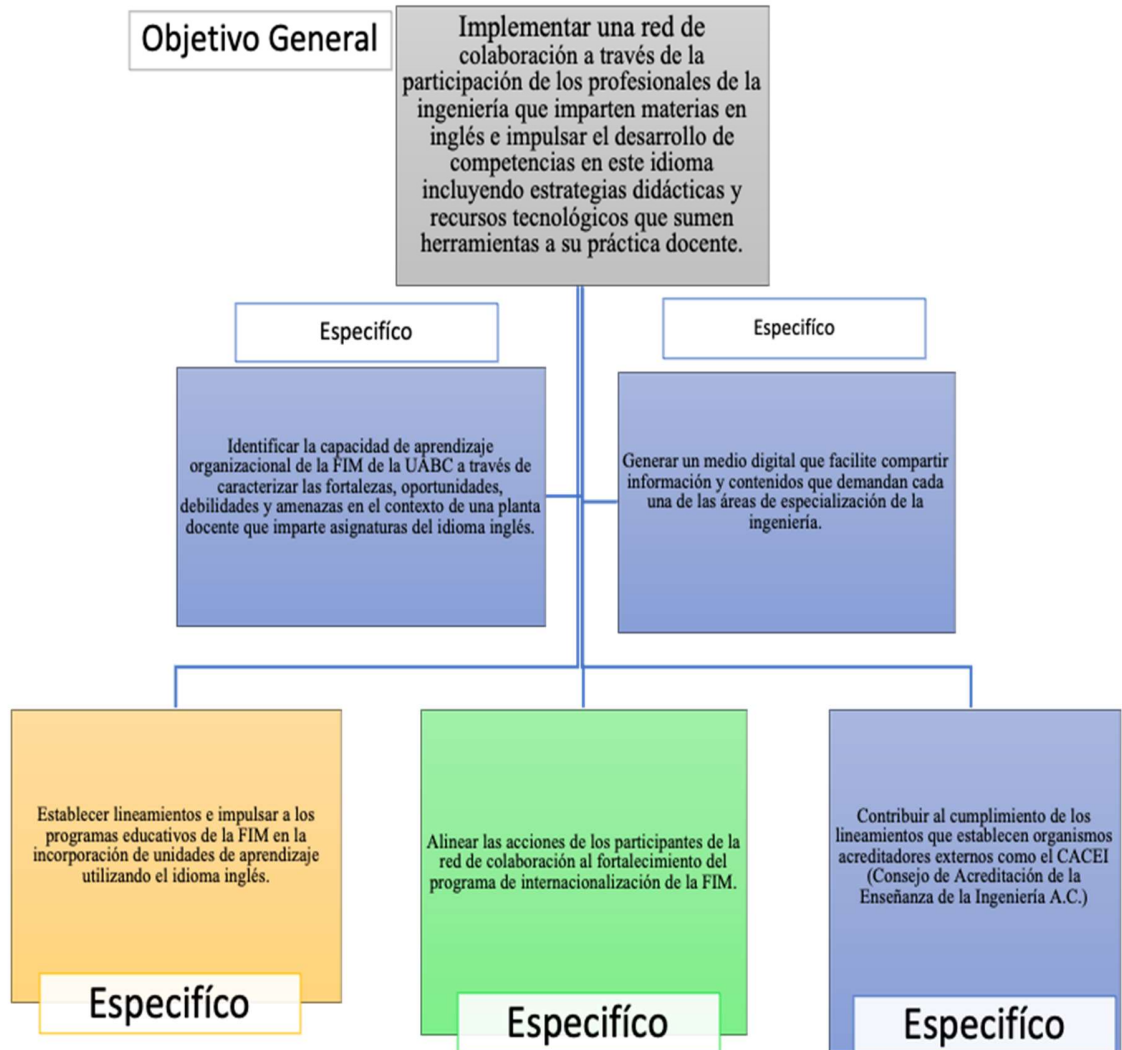 Objetivo General
Implementar una red de
colaboración a través de la
participación de los profesionales de la
ingeniería que imparten materias en
inglés e impulsar el desarrollo de
competencias en este idioma
incluyendo estrategias didácticas y
recursos tecnológicos que sumen
herramientas a su práctica docente.
Especifíco
Identificar la capacidad de aprendizaje
organizacional de la FIM de la UABC a través de
caracterizar las fortalezas, oportunidades,
debilidades y amenazas en el contexto de una planta
docente que imparte asignaturas del idioma inglés.
Especifíco
Generar un medio digital que facilite compartir
información y contenidos que demandan cada
una de las áreas de especialización de la
ingeniería.
Establecer lineamientos e impulsar a los
programas educativos de la FIM en la
incorporación de unidades de aprendizaje
utilizando el idioma inglés.
Especifíco
Alinear las acciones de los participantes de la
red de colaboración al fortalecimiento del
programa de internacionalización de la FIM.
Especifíco
Contribuir al cumplimiento de los
lineamientos que establecen organismos
acreditadores externos como el CACEI
(Consejo de Acreditación de la
Enseñanza de la Ingeniería A.C.)
Especifíco